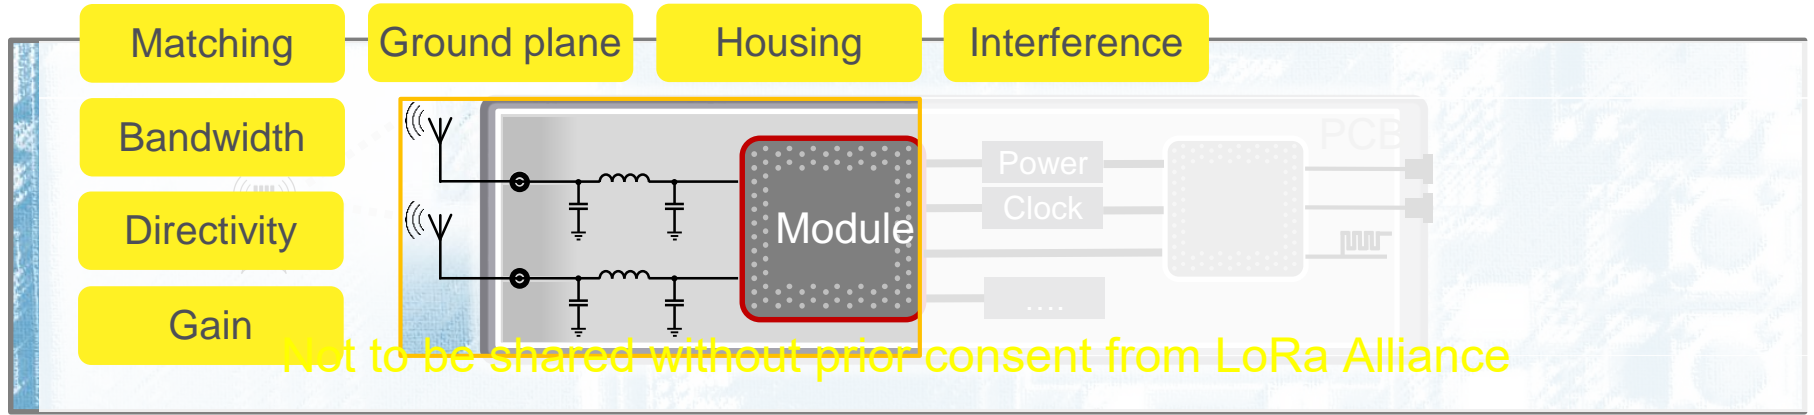 Matching
Ground plane
Housing
Interference
Bandwidth
Directivity
Gain
Module
Power
Clock
....
PCB
Not to be shared without prior consent from LoRa Alliance